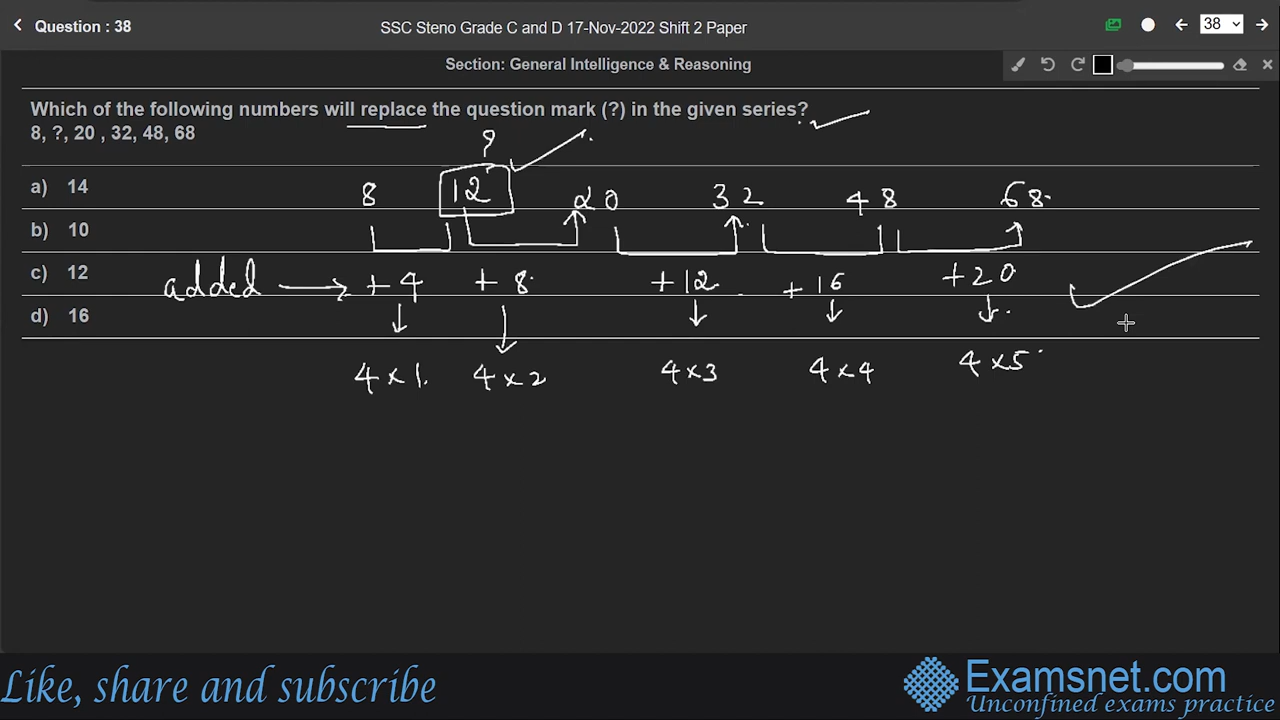 Question : 38
SSC Steno Grade C and D 17-Nov-2022 Shift 2 Paper
38
Section: General Intelligence & Reasoning
Which of the following numbers will replace the question mark (?) in the given series?
8, ?, 20 , 32, 48, 68
?
a) 14
8 12 20 32 48 68
b) 10
c) 12
added → +4 +8 +12 +16 +20
d) 16
4×1 4×2 4×3 4×4 4×5
Like, share and subscribe
Examsnet.com
Unconfined exams practice